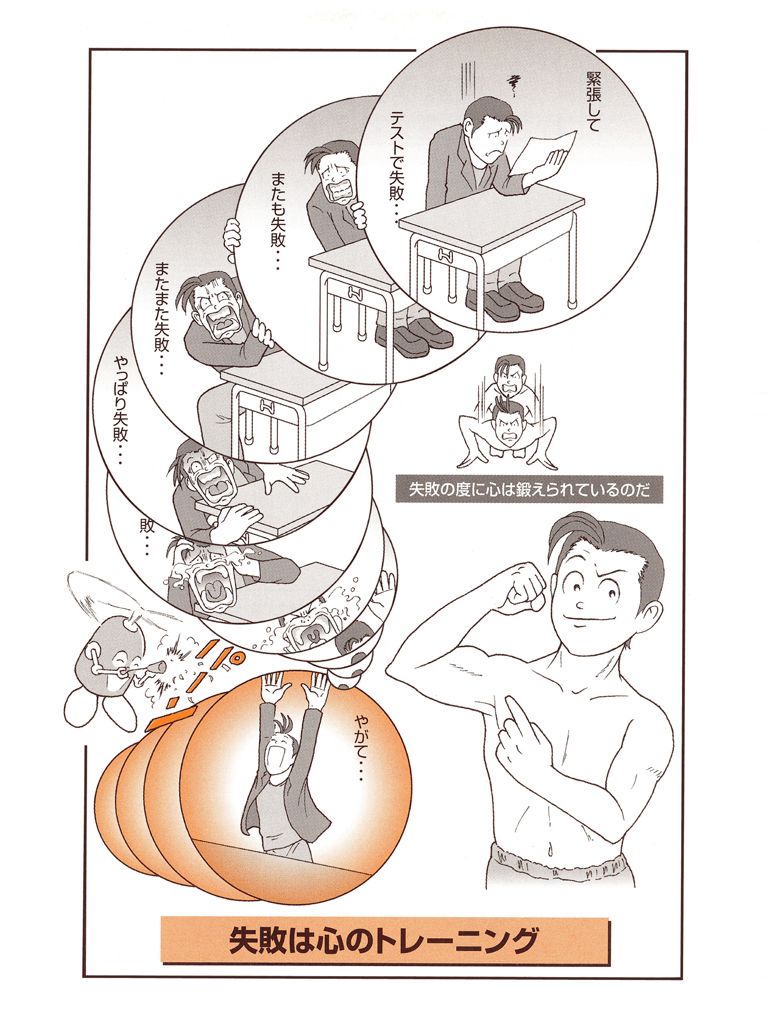 緊張して
テストで失敗・・・
またも失敗・・・
またまた失敗・・・
やっぱり失敗・・・
敗・・・
失敗の度に心は鍛えられているのだ
やがて・・・
失敗は心のトレーニング